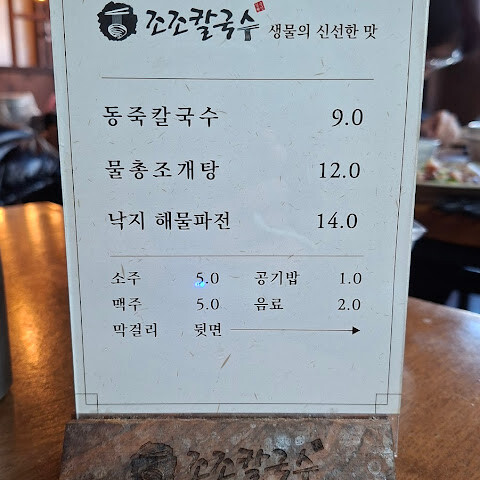 조조칼국수 생물의 신선한 맛
동죽칼국수 9.0
물총조개탕 12.0
낙지 해물파전 14.0
소주 5.0 공기밥 1.0
맥주 5.0 음료 2.0
막걸리 뒷면
조조칼국수